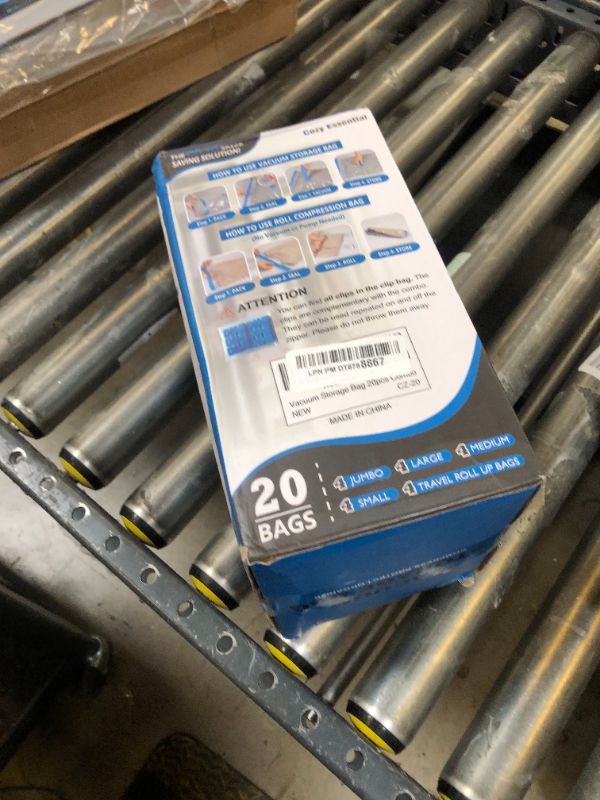 Cozy Essential
THE
SAVING SOLUTION!
HOW TO USE VACUUM STORAGE BAG
Step 1. PACK
Step 2. SEAL
Step 3. VACUUM
Step 4. STORE
HOW TO USE ROLL COMPRESSION BAG
(No Vacuum or Pump Needed)
Step 1. PACK
Step 2. SEAL
Step 3. ROLL
Step 4. STORE
ATTENTION
You can find all clips in the clip bag. The
clips are complementary with the combo.
They can be used repeated on and off the
zipper. Please do not throw them away.
LPN PM DT878 8867
Vacuum Storage Bag 20pcs Combo
CZ-20
NEW
MADE IN CHINA
20
BAGS
JUMBO
LARGE
MEDIUM
SMALL
TRAVEL ROLL UP BAGS